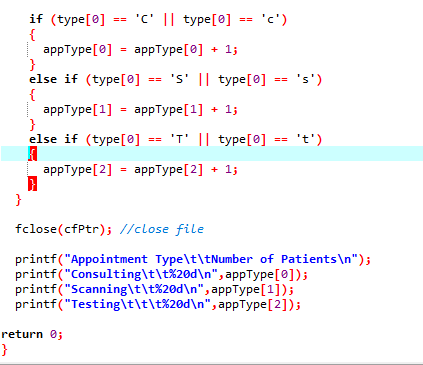 if (type[0] == 'C' || type[0] == 'c')
{
appType[0] = appType[0] + 1;
}
else if (type[0] == 'S' || type[0] == 's')
{
appType[1] = appType[1] + 1;
}
else if (type[0] == 'T' || type[0] == 't')
{
appType[2] = appType[2] + 1;
}
}
fclose(cfPtr); //close file
printf("Appointment Type\t\tNumber of Patients\n");
printf("Consulting\t\t%20d\n",appType[0]);
printf("Scanning\t\t%20d\n",appType[1]);
printf("Testing\t\t\t%20d\n",appType[2]);
return 0;
}